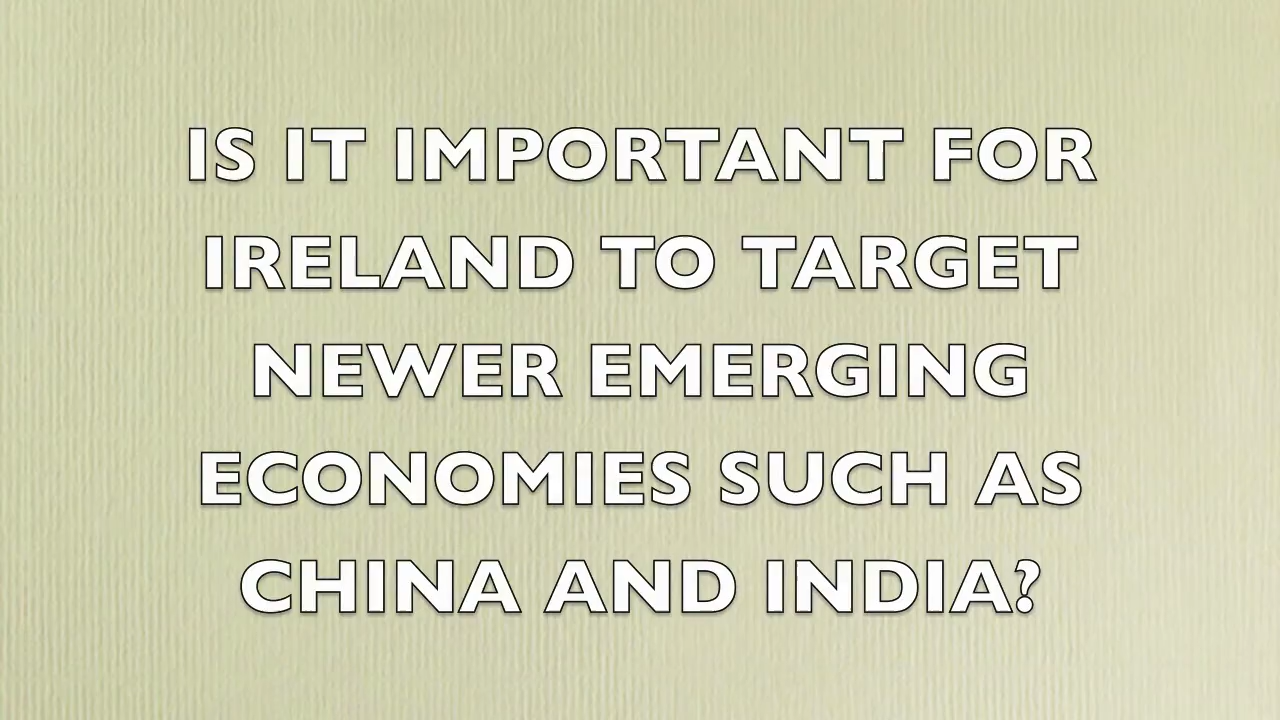 IS IT IMPORTANT FOR
IRELAND TO TARGET
NEWER EMERGING
ECONOMIES SUCH AS
CHINA AND INDIA?